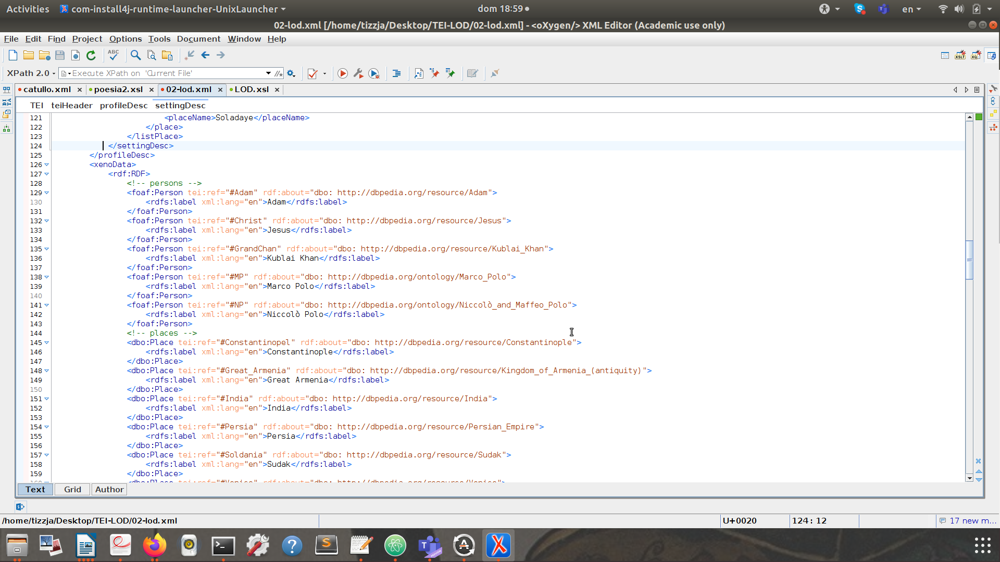 Activities com-install4j-runtime-launcher-UnixLauncher dom 18:59 en
02-lod.xml [/home/tizzja/Desktop/TEI-LOD/02-lod.xml] - <oXygen/> XML Editor (Academic use only)
File Edit Find Project Options Tools Document Window Help
ABC
XSLT XQ
XPath 2.0 Execute XPath on 'Current File'
catullo.xml poesia2.xsl 02-lod.xml LOD.xsl
TEI teiHeader profileDesc settingDesc
121 <placeName>Soladaye</placeName>
122 </place>
123 </listPlace>
124 </settingDesc>
125 </profileDesc>
126 <xenoData>
127 <rdf:RDF>
128 <!-- persons -->
129 <foaf:Person tei:ref="#Adam" rdf:about="dbo: http://dbpedia.org/resource/Adam">
130 <rdfs:label xml:lang="en">Adam</rdfs:label>
131 </foaf:Person>
132 <foaf:Person tei:ref="#Christ" rdf:about="dbo: http://dbpedia.org/resource/Jesus">
133 <rdfs:label xml:lang="en">Jesus</rdfs:label>
134 </foaf:Person>
135 <foaf:Person tei:ref="#GrandChan" rdf:about="dbo: http://dbpedia.org/resource/Kublai_Khan">
136 <rdfs:label xml:lang="en">Kublai Khan</rdfs:label>
137 </foaf:Person>
138 <foaf:Person tei:ref="#MP" rdf:about="dbo: http://dbpedia.org/ontology/Marco_Polo">
139 <rdfs:label xml:lang="en">Marco Polo</rdfs:label>
140 </foaf:Person>
141 <foaf:Person tei:ref="#NP" rdf:about="dbo: http://dbpedia.org/ontology/Niccolò_and_Maffeo_Polo">
142 <rdfs:label xml:lang="en">Niccolò Polo</rdfs:label>
143 </foaf:Person>
144 <!-- places -->
145 <dbo:Place tei:ref="#Constantinopel" rdf:about="dbo: http://dbpedia.org/resource/Constantinople">
146 <rdfs:label xml:lang="en">Constantinople</rdfs:label>
147 </dbo:Place>
148 <dbo:Place tei:ref="#Great_Armenia" rdf:about="dbo: http://dbpedia.org/resource/Kingdom_of_Armenia_(antiquity)">
149 <rdfs:label xml:lang="en">Great Armenia</rdfs:label>
150 </dbo:Place>
151 <dbo:Place tei:ref="#India" rdf:about="dbo: http://dbpedia.org/resource/India">
152 <rdfs:label xml:lang="en">India</rdfs:label>
153 </dbo:Place>
154 <dbo:Place tei:ref="#Persia" rdf:about="dbo: http://dbpedia.org/resource/Persian_Empire">
155 <rdfs:label xml:lang="en">Persia</rdfs:label>
156 </dbo:Place>
157 <dbo:Place tei:ref="#Soldania" rdf:about="dbo: http://dbpedia.org/resource/Sudak">
158 <rdfs:label xml:lang="en">Sudak</rdfs:label>
159 </dbo:Place>
Text Grid Author
/home/tizzja/Desktop/TEI-LOD/02-lod.xml U+0020 124: 12 17 new m...